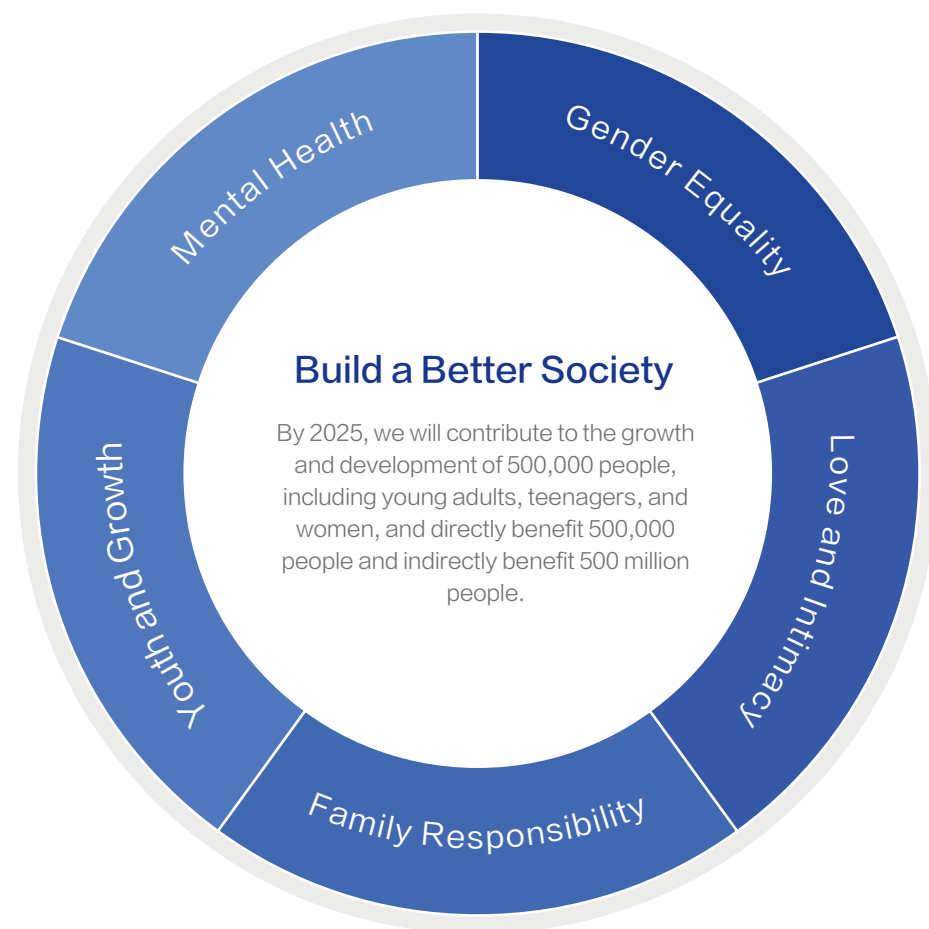 Mental Health
Gender Equality
Build a Better Society
By 2025, we will contribute to the growth
and development of 500,000 people,
including young adults, teenagers, and
women, and directly benefit 500,000
people and indirectly benefit 500 million
people.
Youth and Growth
Love and Intimacy
Family Responsibility